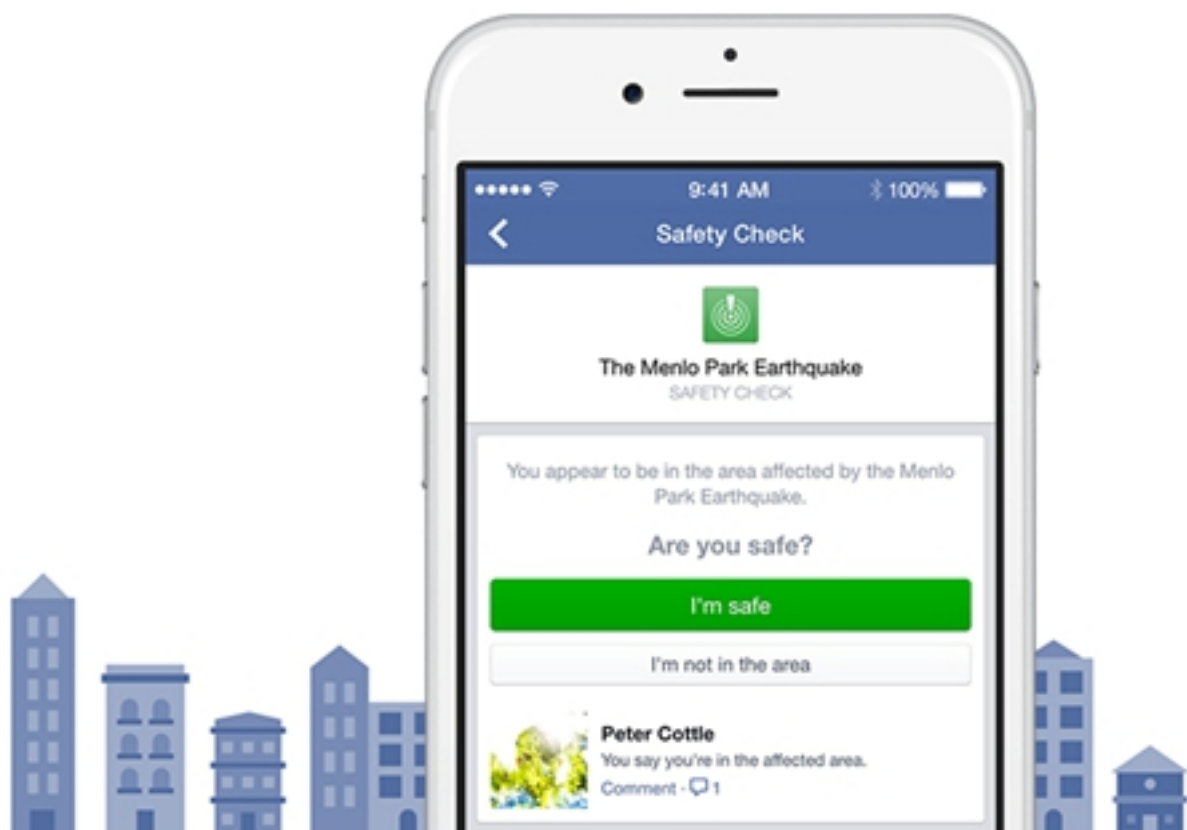 9:41 AM
100%
Safety Check
The Menlo Park Earthquake
SAFETY CHECK
You appear to be in the area affected by the Menlo
Park Earthquake.
Are you safe?
I'm safe
I'm not in the area
Peter Cottle
You say you're in the affected area.
Comment · 1